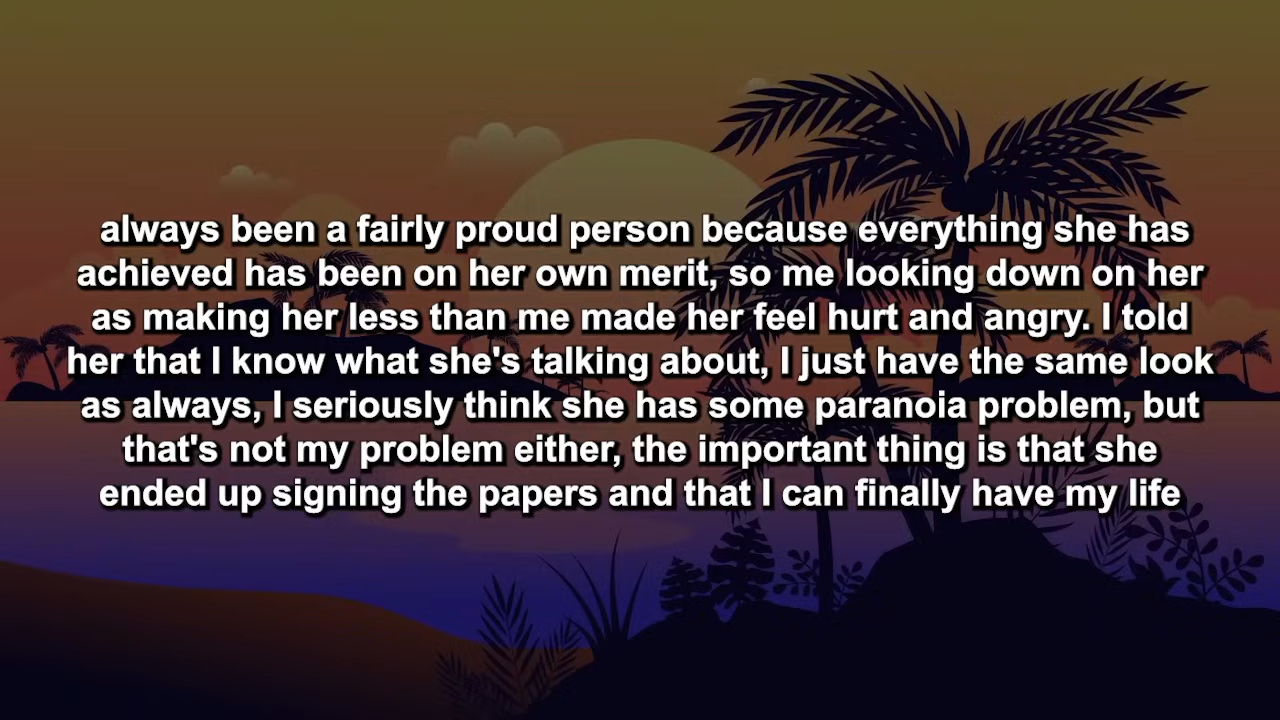 always been a fairly proud person because everything she has
achieved has been on her own merit, so me looking down on her
as making her less than me made her feel hurt and angry. I told
her that I know what she's talking about, I just have the same look
as always, I seriously think she has some paranoia problem, but
that's not my problem either, the important thing is that she
ended up signing the papers and that I can finally have my life